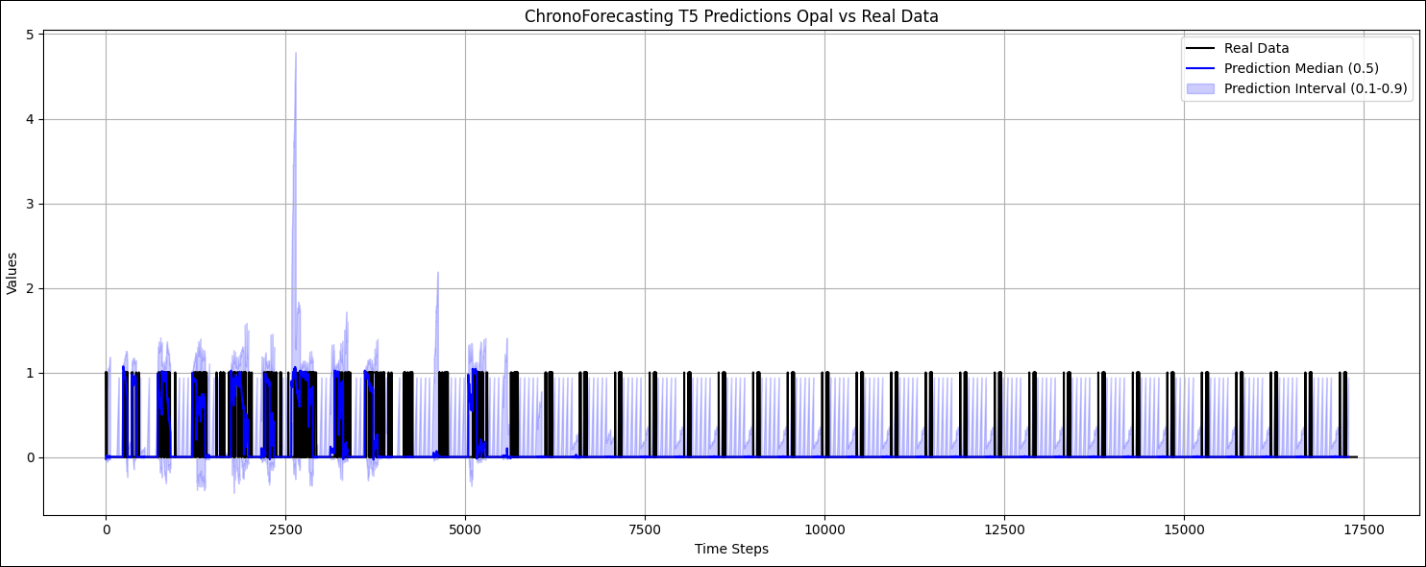 ChronoForecasting T5 Predictions Opal vs Real Data
Real Data
Prediction Median (0.5)
Prediction Interval (0.1-0.9)
Values
5
4
3
2
1
0
0 2500 5000 7500 10000 12500 15000 17500
Time Steps